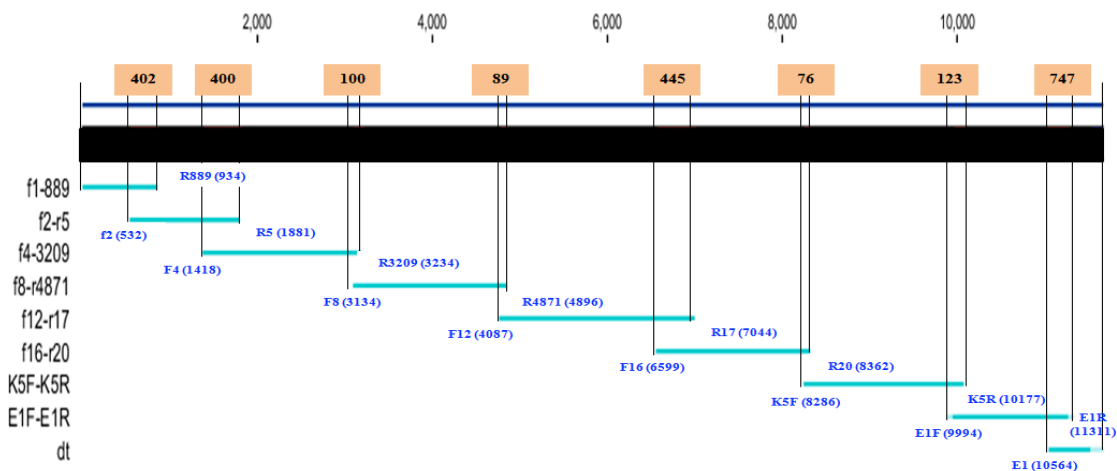 2,000 4,000 6,000 8,000 10,000
402 400 100 89 445 76 123 747
f1-889
R889 (934)
f2-r5
f2 (532)
R5 (1881)
f4-3209
F4 (1418)
R3209 (3234)
f8-r4871
F8 (3134)
R4871 (4896)
f12-r17
F12 (4087)
R17 (7044)
f16-r20
F16 (6599)
R20 (8362)
K5F-K5R
K5F (8286)
K5R (10177)
E1F-E1R
E1F (9994)
E1R
(11311)
dt
E1 (10564)